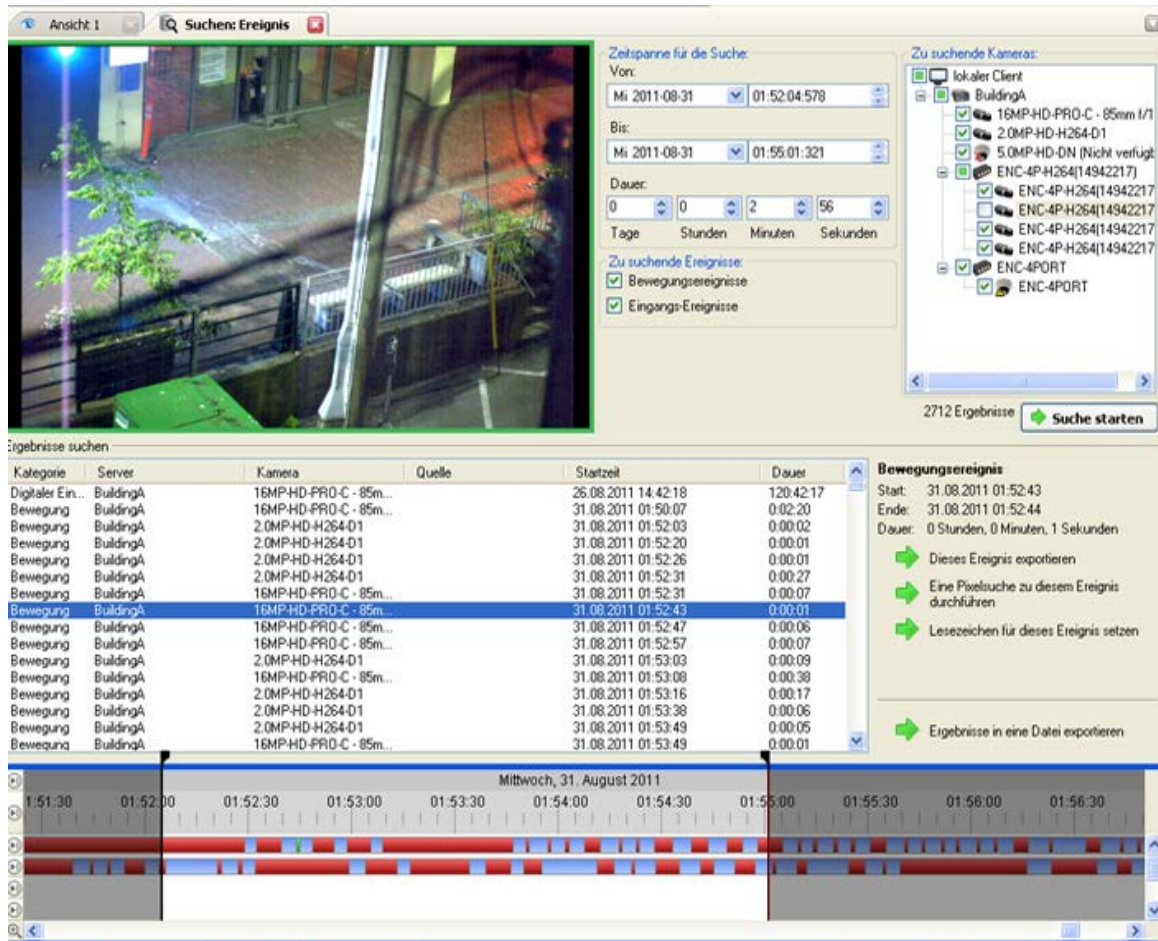 Ansicht 1
Suchen: Ereignis
Zeitspanne für die Suche:
Von:
Mi 2011-08-31 01:52:04:578
Bis:
Mi 2011-08-31 01:55:01:321
Dauer:
0 0 2 56
Tage Stunden Minuten Sekunden
Zu suchende Ereignisse:
Bewegungsereignisse
Eingangs-Ereignisse
Zu suchende Kameras:
lokaler Client
BuildingA
16MP-HD-PRO-C - 85mm f/1
2.0MP-HD-H264-D1
5.0MP-HD-DN (Nicht verfügb
ENC-4P-H264(14942217)
ENC-4P-H264(14942217
ENC-4P-H264(14942217
ENC-4P-H264(14942217
ENC-4P-H264(14942217
ENC-4PORT
ENC-4PORT
2712 Ergebnisse Suche starten
Ergebnisse suchen
Kategorie Server Kamera Quelle Startzeit Dauer
Digitaler Ein... BuildingA 16MP-HD-PRO-C - 85m... 26.08.2011 14:42:18 120:42:17
Bewegung BuildingA 16MP-HD-PRO-C - 85m... 31.08.2011 01:50:07 0:02:20
Bewegung BuildingA 2.0MP-HD-H264-D1 31.08.2011 01:52:03 0:00:02
Bewegung BuildingA 2.0MP-HD-H264-D1 31.08.2011 01:52:20 0:00:01
Bewegung BuildingA 2.0MP-HD-H264-D1 31.08.2011 01:52:26 0:00:01
Bewegung BuildingA 2.0MP-HD-H264-D1 31.08.2011 01:52:31 0:00:27
Bewegung BuildingA 16MP-HD-PRO-C - 85m... 31.08.2011 01:52:31 0:00:07
Bewegung BuildingA 16MP-HD-PRO-C - 85m... 31.08.2011 01:52:43 0:00:01
Bewegung BuildingA 16MP-HD-PRO-C - 85m... 31.08.2011 01:52:47 0:00:06
Bewegung BuildingA 16MP-HD-PRO-C - 85m... 31.08.2011 01:52:57 0:00:07
Bewegung BuildingA 2.0MP-HD-H264-D1 31.08.2011 01:53:03 0:00:09
Bewegung BuildingA 16MP-HD-PRO-C - 85m... 31.08.2011 01:53:08 0:00:38
Bewegung BuildingA 2.0MP-HD-H264-D1 31.08.2011 01:53:16 0:00:17
Bewegung BuildingA 2.0MP-HD-H264-D1 31.08.2011 01:53:38 0:00:06
Bewegung BuildingA 2.0MP-HD-H264-D1 31.08.2011 01:53:49 0:00:05
Bewegung BuildingA 16MP-HD-PRO-C - 85m... 31.08.2011 01:53:49 0:00:01
Bewegungsereignis
Start: 31.08.2011 01:52:43
Ende: 31.08.2011 01:52:44
Dauer: 0 Stunden, 0 Minuten, 1 Sekunden
Dieses Ereignis exportieren
Eine Pixelsuche zu diesem Ereignis
durchführen
Lesezeichen für dieses Ereignis setzen
Ergebnisse in eine Datei exportieren
Mittwoch, 31. August 2011
1:51:30 01:52:00 01:52:30 01:53:00 01:53:30 01:54:00 01:54:30 01:55:00 01:55:30 01:56:00 01:56:30